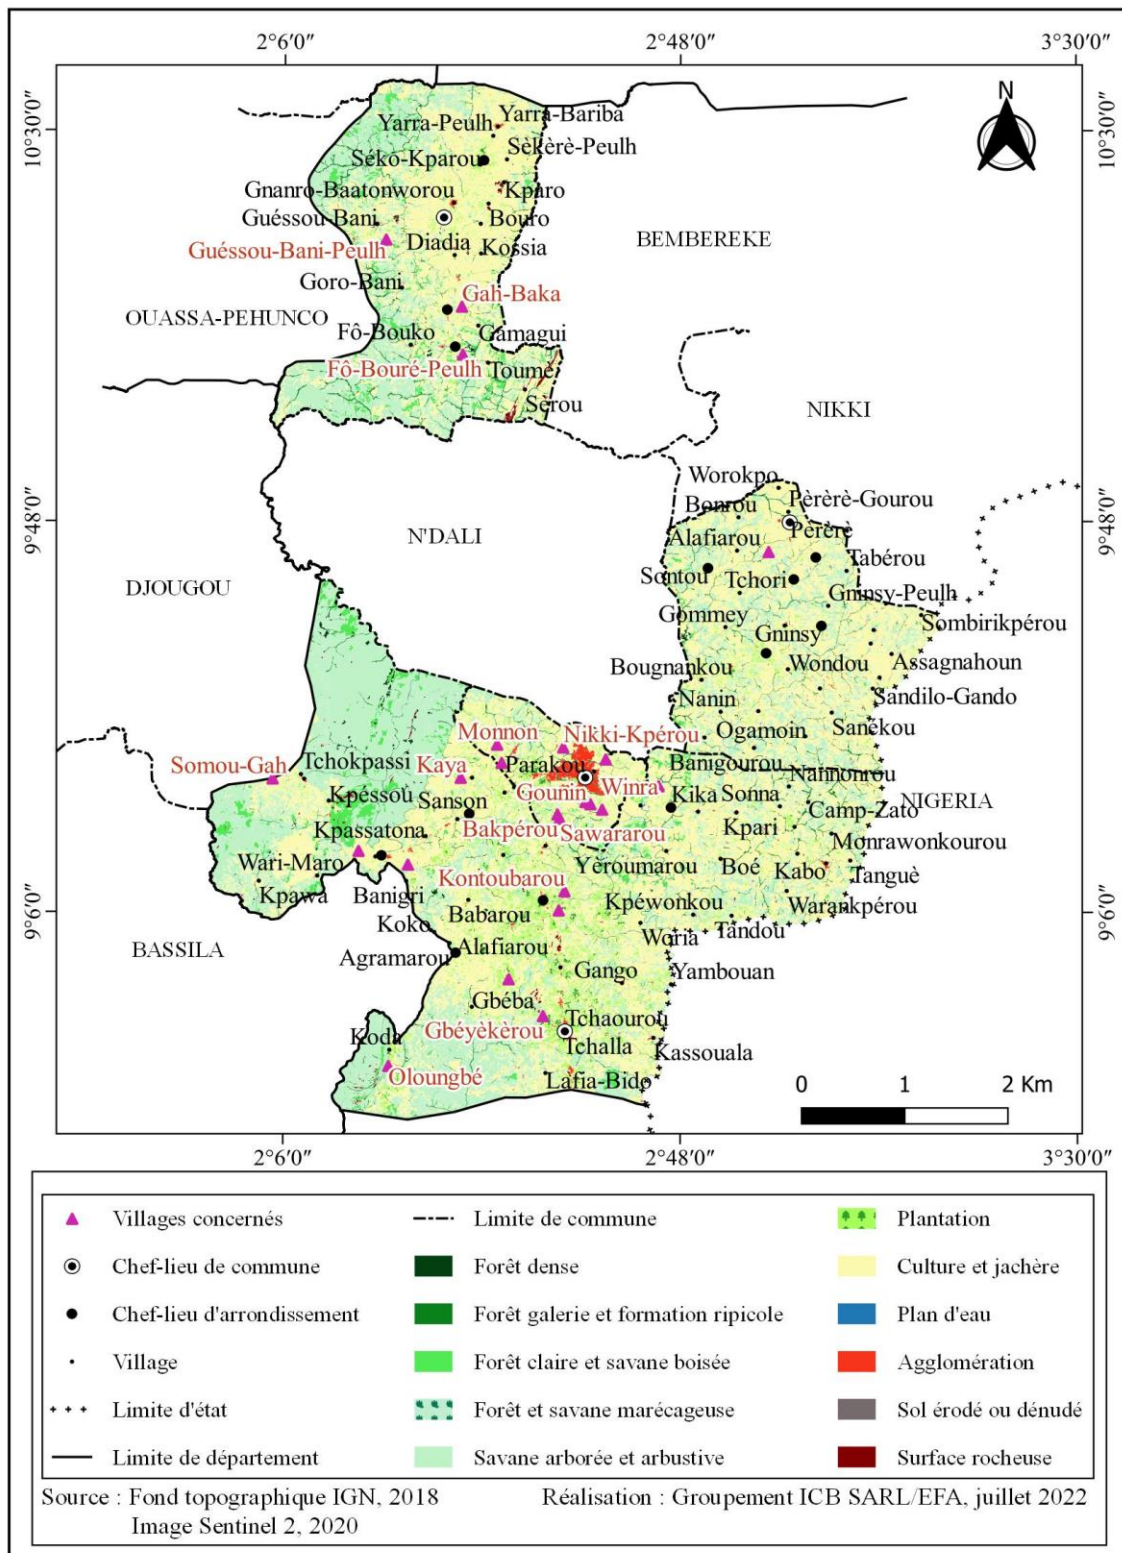 2°6′0″ 2°48′0″ 3°30′0″
N
10°30′0″ 10°30′0″
Yarra-Bariba
Yarra-Peulh
Sèkèrè-Peulh
Séko-Kparou
Gnanro-Baatonworou Kparo
Guéssou-Bani Bouro
BEMBEREKE
Guéssou-Bani-Peulh Diadia Kossia
Goro-Bani Gah-Baka
OUASSA-PEHUNCO
Fô-Bouko Gamagui
Fô-Bouré-Peulh Toumé
Sèrou NIKKI
Worokpo
Bonrou Pèrèrè-Gourou
9°48′0″ N'DALI Alafiarou Pèrèrè 9°48′0″
DJOUGOU Sontou Tchori Tabérou
Gninsy-Peulh
Gommey Gninsy Sombirikpérou
Bougnankou Wondou Assagnahoun
Nanin Sandilo-Gando
Monnon Nikki-Kpérou Ogamoin Sanékou
Somou-Gah Tchokpassi Kaya Parakou Banigourou Nannonrou
Kpéssou Sanson Gounin Winra Kika Sonna Camp-Zato NIGERIA
Kpassatona Bakpérou Sawararou Kpari Monrawonkourou
Wari-Maro Kontoubarou Yèroumarou Boé Kabo Tanguè
Kpawa Banigri Kpéwonkou Warankpérou
9°6′0″ Koko Babarou Woria Tandou 9°6′0″
BASSILA Agramarou Alafiarou Gango Yambouan
Gbéba
Gbéyèkèrou Tchaourou
Koda Tchalla Kassouala
Oloungbé Lafia-Bido
0 1 2 Km
2°6′0″ 2°48′0″ 3°30′0″
Villages concernés Limite de commune Plantation
Chef-lieu de commune Forêt dense Culture et jachère
Chef-lieu d'arrondissement Forêt galerie et formation ripicole Plan d'eau
Village Forêt claire et savane boisée Agglomération
Limite d'état Forêt et savane marécageuse Sol érodé ou dénudé
Limite de département Savane arborée et arbustive Surface rocheuse
Source : Fond topographique IGN, 2018 Réalisation : Groupement ICB SARL/EFA, juillet 2022
Image Sentinel 2, 2020